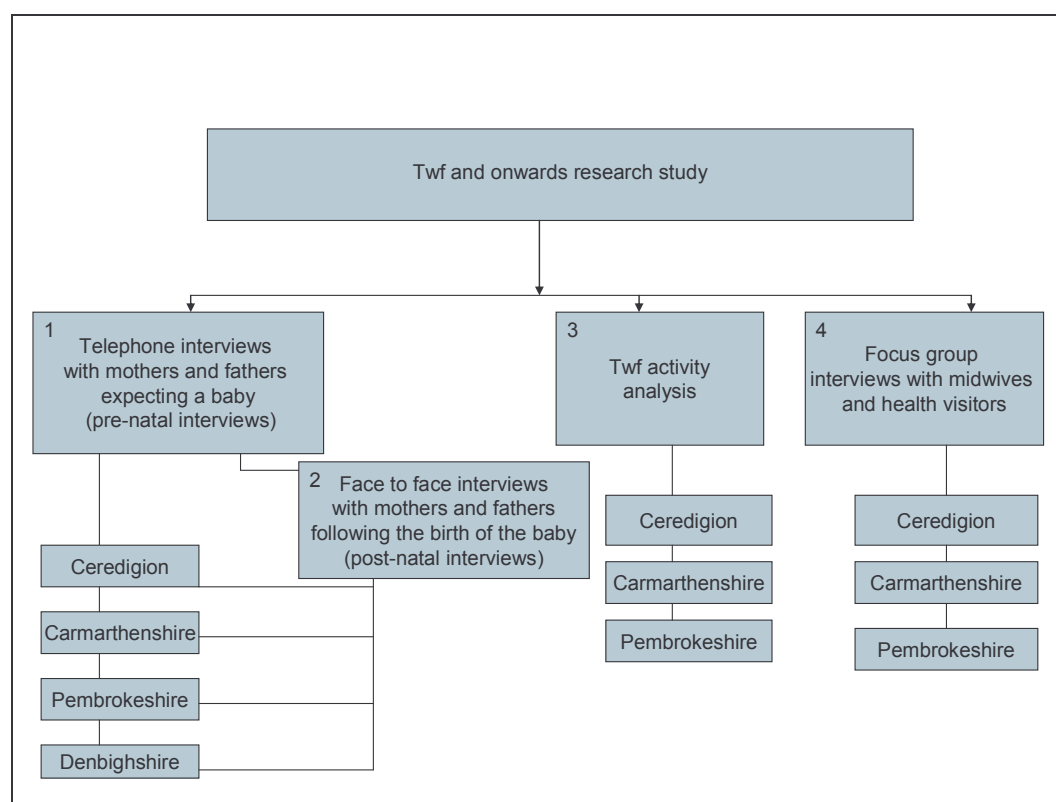 Twf and onwards research study
1
Telephone interviews
with mothers and fathers
expecting a baby
(pre-natal interviews)
2
Face to face interviews
with mothers and fathers
following the birth of the baby
(post-natal interviews)
Ceredigion
Carmarthenshire
Pembrokeshire
Denbighshire
3
Twf activity
analysis
Ceredigion
Carmarthenshire
Pembrokeshire
4
Focus group
interviews with midwives
and health visitors
Ceredigion
Carmarthenshire
Pembrokeshire